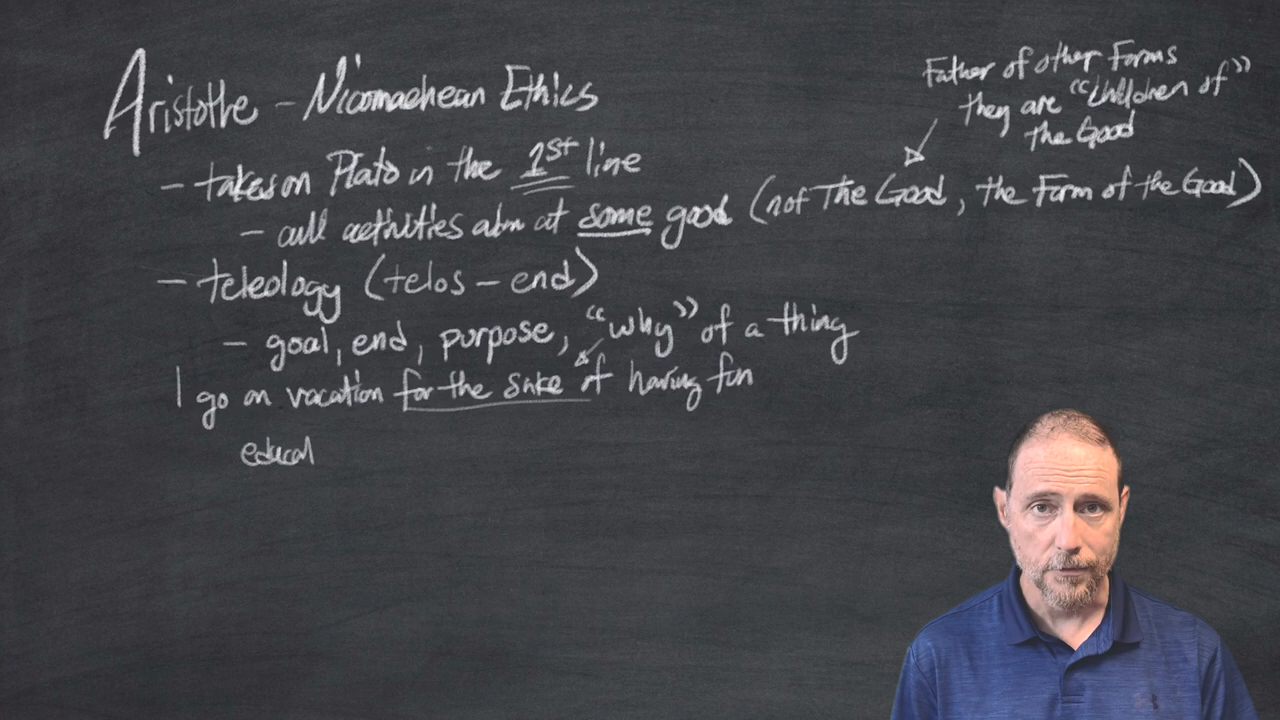 Aristotle – Nicomachean Ethics
Father of other Forms
they are "children of"
the Good
– takes on Plato in the 1st line
– all activities aim at some good (not The Good, the Form of the Good)
– teleology (telos – end)
– goal, end, purpose, "why" of a thing
I go on vacation for the sake of having fun
educat